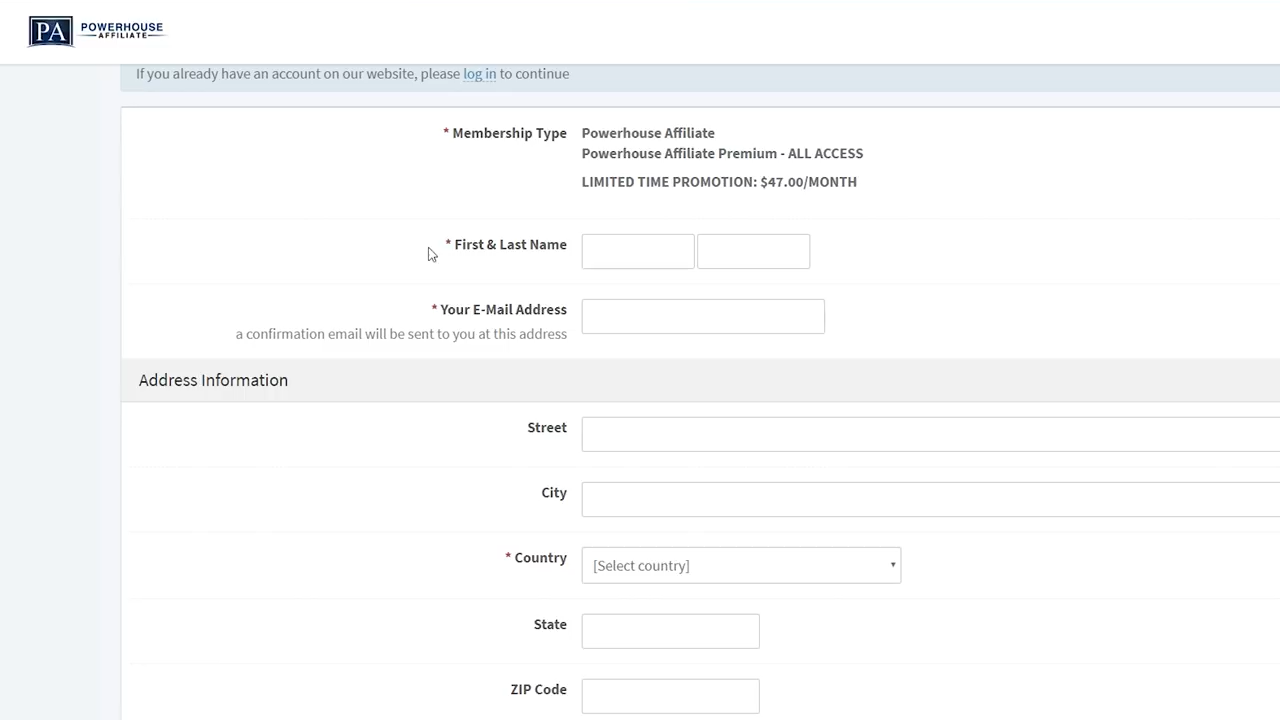 PA POWERHOUSE
AFFILIATE
If you already have an account on our website, please log in to continue
* Membership Type
Powerhouse Affiliate
Powerhouse Affiliate Premium - ALL ACCESS
LIMITED TIME PROMOTION: $47.00/MONTH
* First & Last Name
* Your E-Mail Address
a confirmation email will be sent to you at this address
Address Information
Street
City
* Country
[Select country]
State
ZIP Code